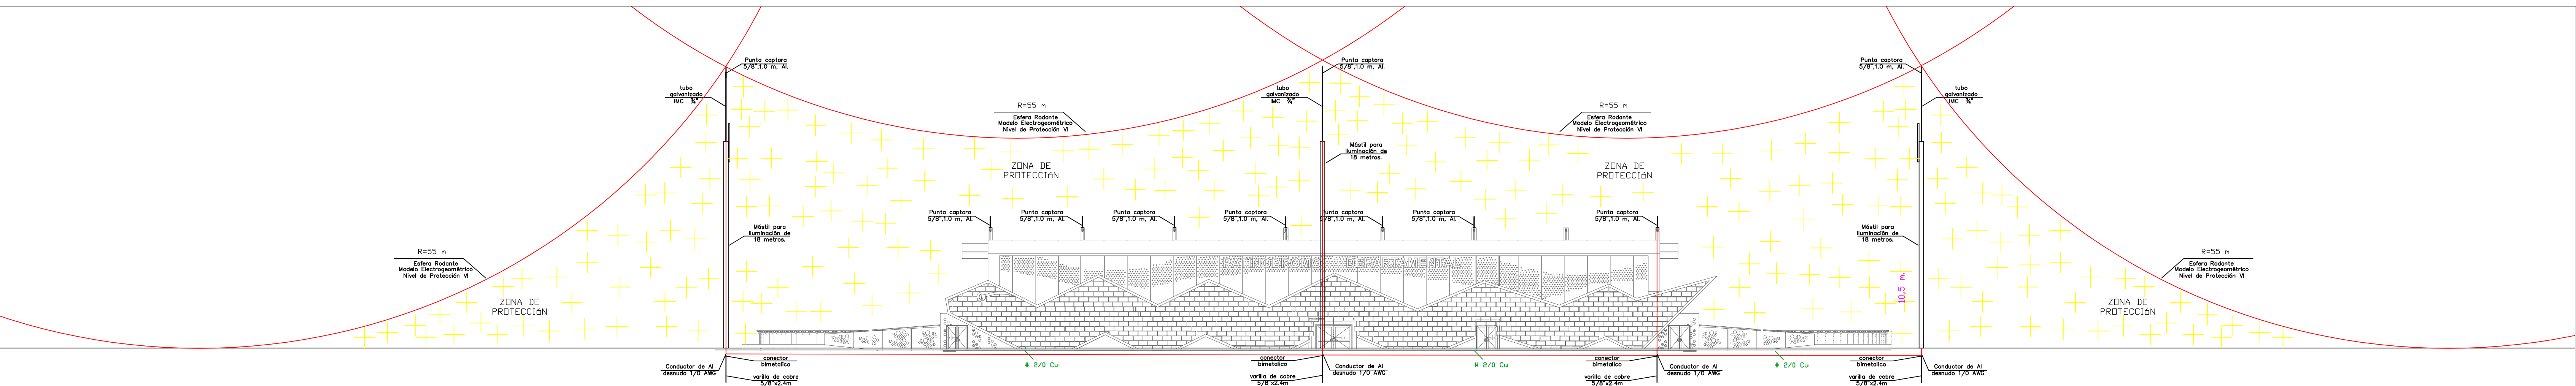 Punta captora
5/8",1.0 m, Al.
Punta captora
5/8",1.0 m, Al.
Punta captora
5/8",1.0 m, Al.
tubo
galvanizado
IMC ¾"
tubo
galvanizado
IMC ¾"
tubo
galvanizado
IMC ¾"
R=55 m
Esfera Rodante
Modelo Electrogeométrico
Nivel de Protección VI
R=55 m
Esfera Rodante
Modelo Electrogeométrico
Nivel de Protección VI
Mástil para
iluminación de
18 metros.
ZONA DE
PROTECCIóN
ZONA DE
PROTECCIóN
Punta captora
5/8",1.0 m, Al.
Punta captora
5/8",1.0 m, Al.
Punta captora
5/8",1.0 m, Al.
Punta captora
5/8",1.0 m, Al.
Punta captora
5/8",1.0 m, Al.
Punta captora
5/8",1.0 m, Al.
Punta captora
5/8",1.0 m, Al.
Mástil para
iluminación de
18 metros.
Mástil para
iluminación de
18 metros.
R=55 m
Esfera Rodante
Modelo Electrogeométrico
Nivel de Protección VI
R=55 m
Esfera Rodante
Modelo Electrogeométrico
Nivel de Protección VI
10,5 m
ZONA DE
PROTECCIóN
ZONA DE
PROTECCIóN
Conductor de Al
desnudo 1/0 AWG
conector
bimetalico
varilla de cobre
5/8"x2.4m
# 2/0 Cu
conector
bimetalico
varilla de cobre
5/8"x2.4m
Conductor de Al
desnudo 1/0 AWG
# 2/0 Cu
conector
bimetalico
varilla de cobre
5/8"x2.4m
Conductor de Al
desnudo 1/0 AWG
# 2/0 Cu
conector
bimetalico
varilla de cobre
5/8"x2.4m
Conductor de Al
desnudo 1/0 AWG